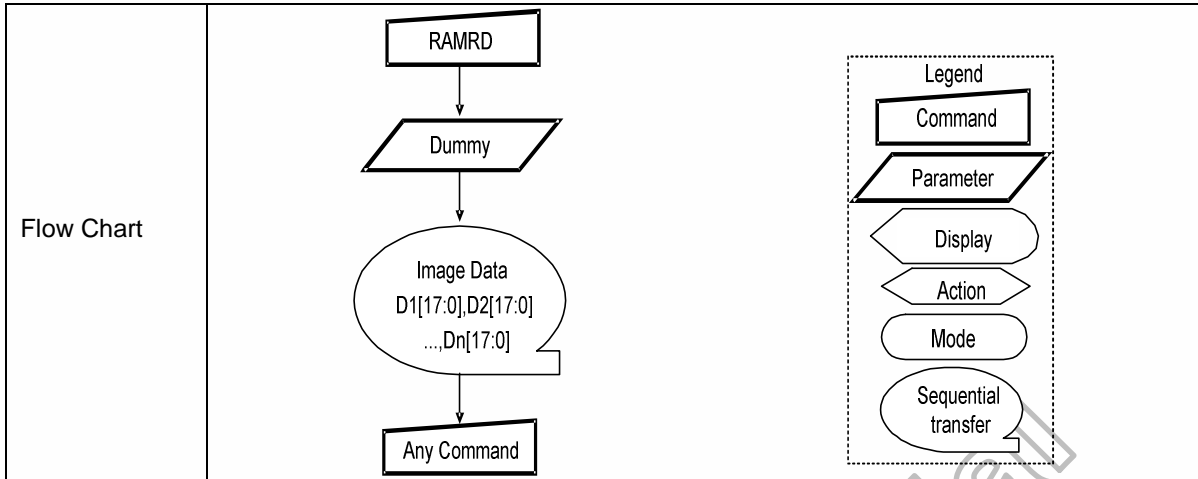 Flow Chart
RAMRD
Dummy
Image Data
D1[17:0],D2[17:0]
...,Dn[17:0]
Any Command
Legend
Command
Parameter
Display
Action
Mode
Sequential
transfer